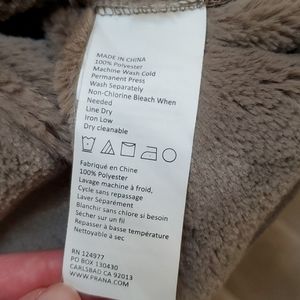 MADE IN CHINA
100% Polyester
Machine Wash Cold
Permanent Press
Wash Separately
Non-Chlorine Bleach When
Needed
Line Dry
Iron Low
Dry cleanable
Fabriqué en Chine
100% Polyester
Lavage machine à froid,
Cycle sans repassage
Laver Séparément
Blanchir sans chlore si besoin
Sécher sur un fil
Repasser à basse température
Nettoyable à sec
RN 124977
PO BOX 130430
CARLSBAD CA 92013
WWW.PRANA.COM